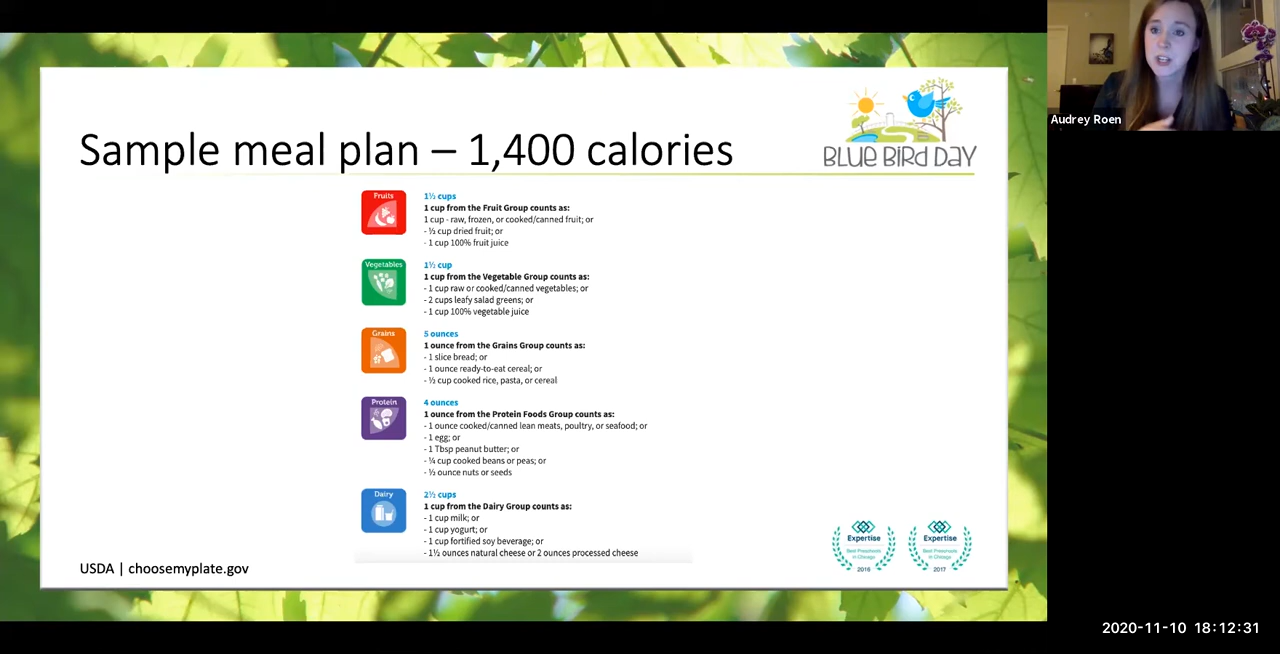 Sample meal plan – 1,400 calories
BLUE BIRD DAY
Audrey Roen
Fruits
1½ cups
1 cup from the Fruit Group counts as:
1 cup - raw, frozen, or cooked/canned fruit; or
- ½ cup dried fruit; or
- 1 cup 100% fruit juice
Vegetables
1½ cup
1 cup from the Vegetable Group counts as:
- 1 cup raw or cooked/canned vegetables; or
- 2 cups leafy salad greens; or
- 1 cup 100% vegetable juice
Grains
5 ounces
1 ounce from the Grains Group counts as:
- 1 slice bread; or
- 1 ounce ready-to-eat cereal; or
- ½ cup cooked rice, pasta, or cereal
Protein
4 ounces
1 ounce from the Protein Foods Group counts as:
- 1 ounce cooked/canned lean meats, poultry, or seafood; or
- 1 egg; or
- 1 Tbsp peanut butter; or
- ¼ cup cooked beans or peas; or
- ½ ounce nuts or seeds
Dairy
2½ cups
1 cup from the Dairy Group counts as:
- 1 cup milk; or
- 1 cup yogurt; or
- 1 cup fortified soy beverage; or
- 1½ ounces natural cheese or 2 ounces processed cheese
USDA | choosemyplate.gov
Expertise
Best Preschools
in Chicago
2016
Expertise
Best Preschools
in Chicago
2017
2020-11-10 18:12:31